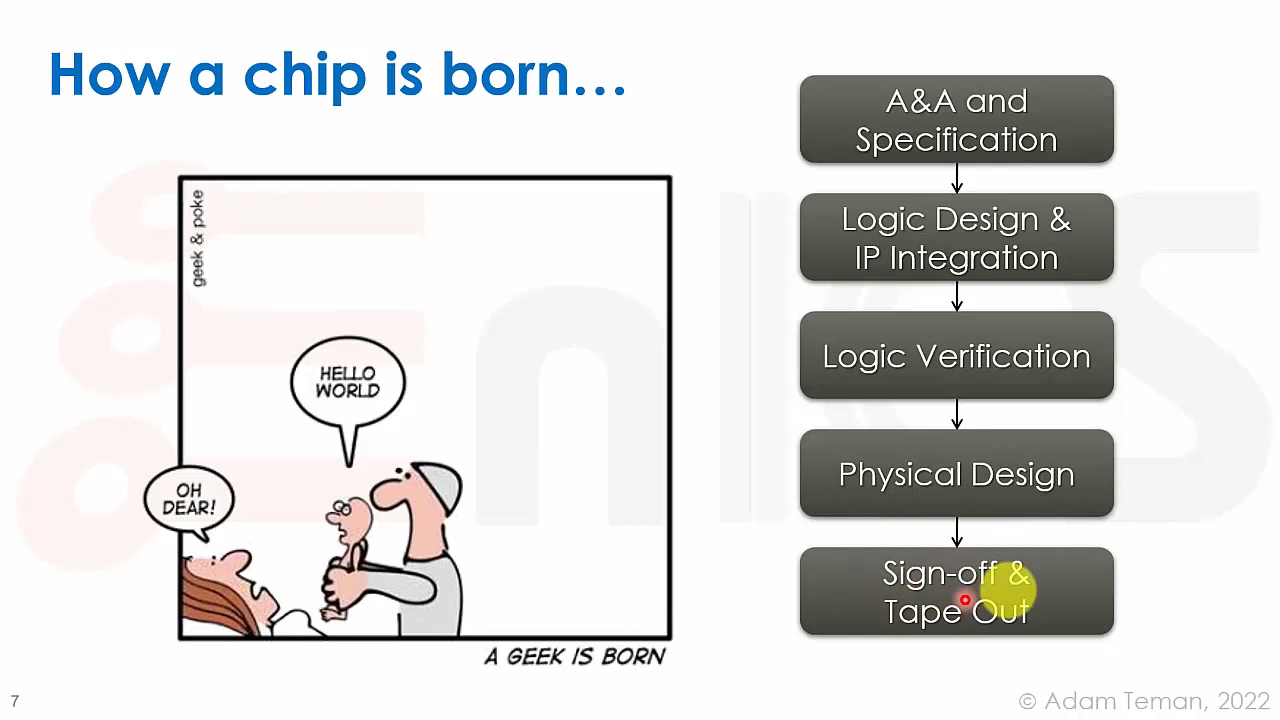 How a chip is born...
geek & poke
HELLO
WORLD
OH
DEAR!
A GEEK IS BORN
A&A and
Specification
Logic Design &
IP Integration
Logic Verification
Physical Design
Sign-off &
Tape Out
EnICS
7
© Adam Teman, 2022